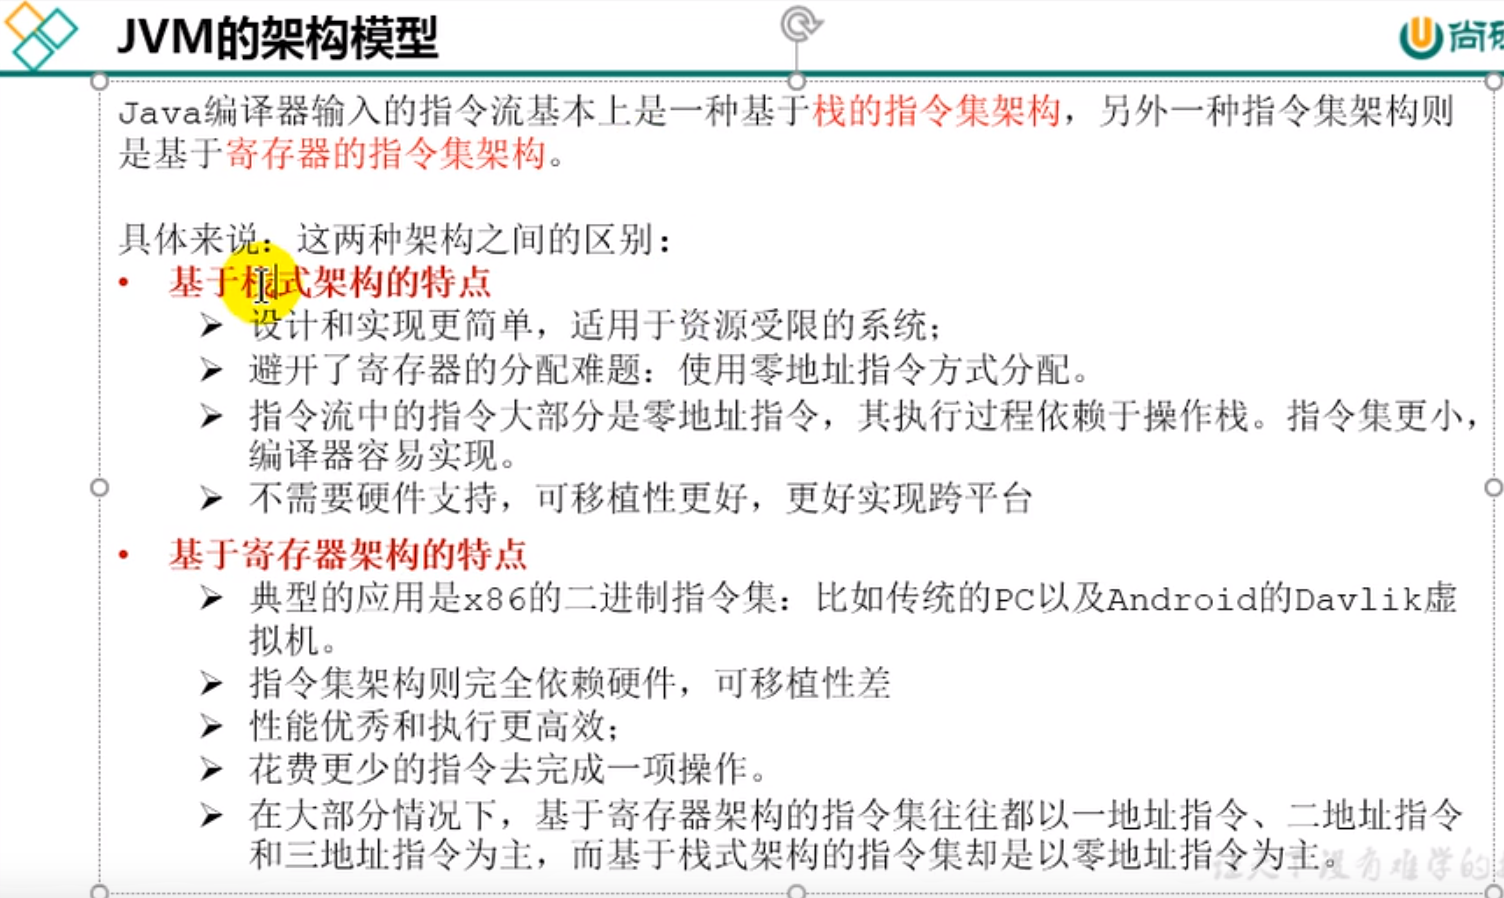 JVM的架构模型
尚硅
Java编译器输入的指令流基本上是一种基于栈的指令集架构，另外一种指令集架构则
是基于寄存器的指令集架构。
具体来说：这两种架构之间的区别：
• 基于栈式架构的特点
➢ 设计和实现更简单，适用于资源受限的系统；
➢ 避开了寄存器的分配难题：使用零地址指令方式分配。
➢ 指令流中的指令大部分是零地址指令，其执行过程依赖于操作栈。指令集更小，
编译器容易实现。
➢ 不需要硬件支持，可移植性更好，更好实现跨平台
• 基于寄存器架构的特点
➢ 典型的应用是x86的二进制指令集：比如传统的PC以及Android的Davlik虚
拟机。
➢ 指令集架构则完全依赖硬件，可移植性差
➢ 性能优秀和执行更高效；
➢ 花费更少的指令去完成一项操作。
➢ 在大部分情况下，基于寄存器架构的指令集往往都以一地址指令、二地址指令
和三地址指令为主，而基于栈式架构的指令集却是以零地址指令为主。
没有难学的